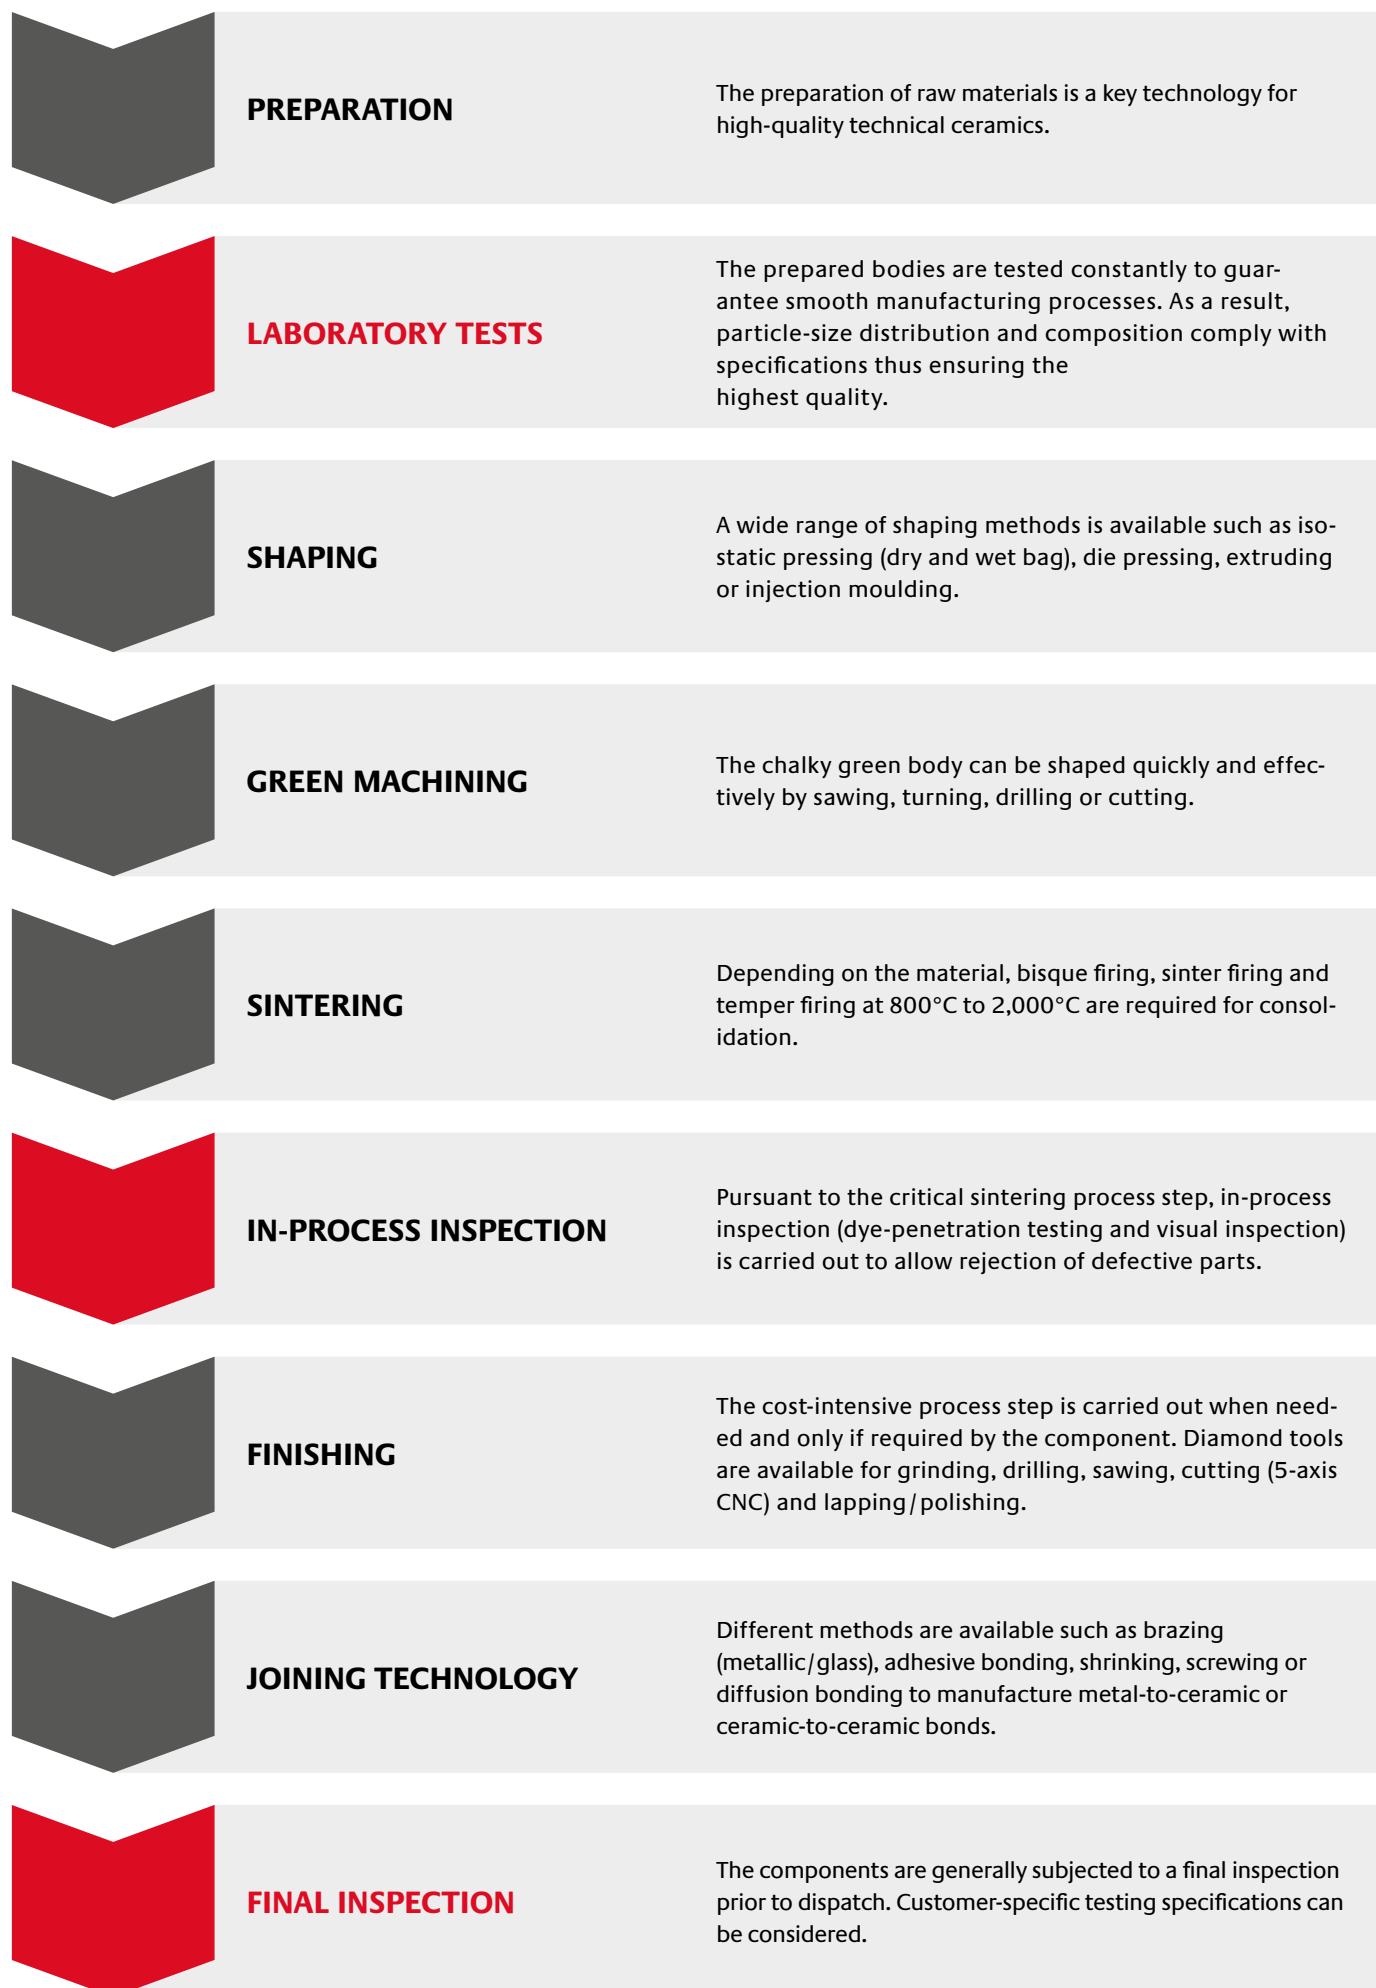 PREPARATION
The preparation of raw materials is a key technology for
high-quality technical ceramics.
LABORATORY TESTS
The prepared bodies are tested constantly to guar-
antee smooth manufacturing processes. As a result,
particle-size distribution and composition comply with
specifications thus ensuring the
highest quality.
SHAPING
A wide range of shaping methods is available such as iso-
static pressing (dry and wet bag), die pressing, extruding
or injection moulding.
GREEN MACHINING
The chalky green body can be shaped quickly and effec-
tively by sawing, turning, drilling or cutting.
SINTERING
Depending on the material, bisque firing, sinter firing and
temper firing at 800°C to 2,000°C are required for consol-
idation.
IN-PROCESS INSPECTION
Pursuant to the critical sintering process step, in-process
inspection (dye-penetration testing and visual inspection)
is carried out to allow rejection of defective parts.
FINISHING
The cost-intensive process step is carried out when need-
ed and only if required by the component. Diamond tools
are available for grinding, drilling, sawing, cutting (5-axis
CNC) and lapping/polishing.
JOINING TECHNOLOGY
Different methods are available such as brazing
(metallic/glass), adhesive bonding, shrinking, screwing or
diffusion bonding to manufacture metal-to-ceramic or
ceramic-to-ceramic bonds.
FINAL INSPECTION
The components are generally subjected to a final inspection
prior to dispatch. Customer-specific testing specifications can
be considered.